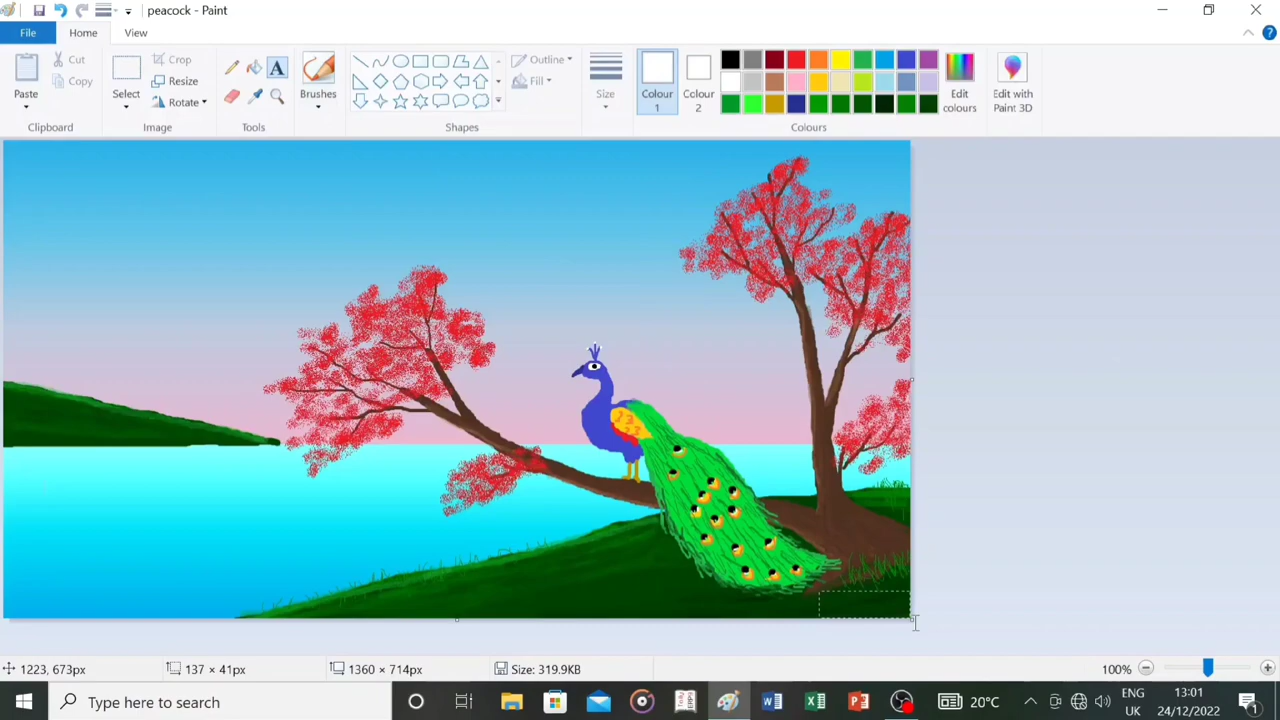 peacock - Paint
File Home View
Paste
Cut
Copy
Clipboard
Select
Crop
Resize
Rotate
Image
A
Tools
Brushes
Shapes
Outline
Fill
Size
Colour 1
Colour 2
Edit colours
Colours
Edit with Paint 3D
1223, 673px 137 × 41px 1360 × 714px Size: 319.9KB 100%
Type here to search
20°C
ENG
UK
13:01
24/12/2022
1